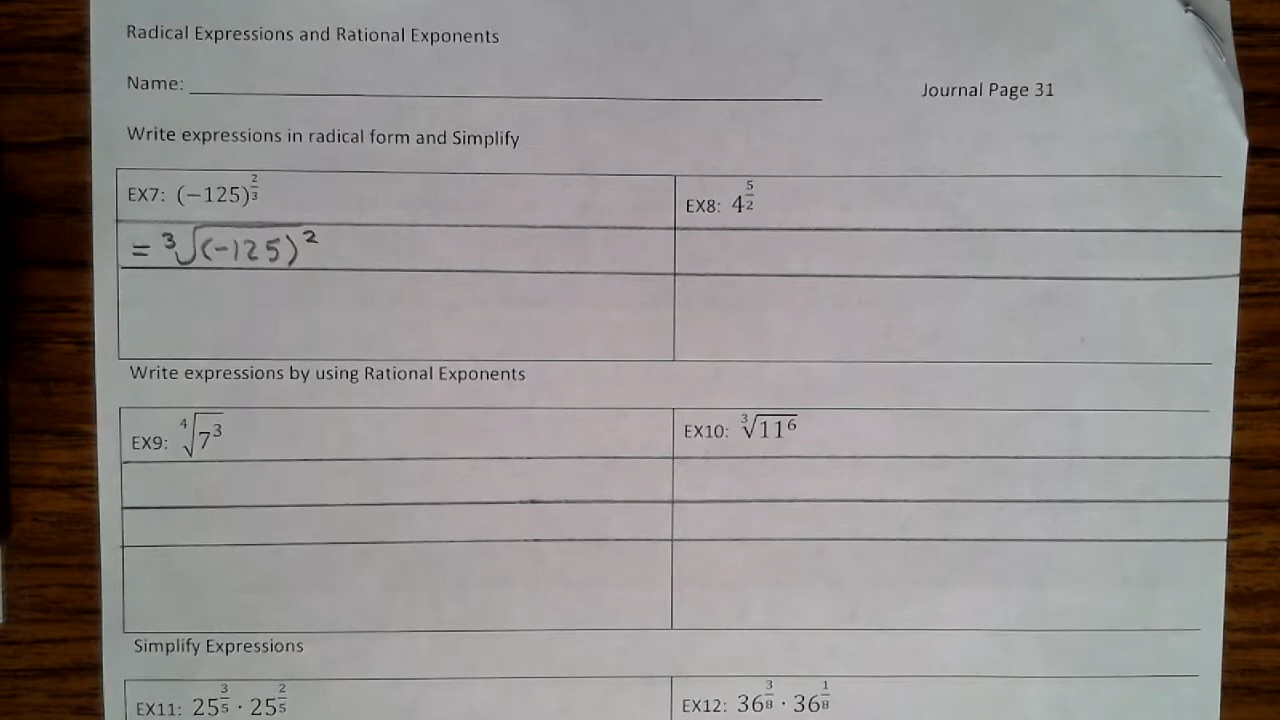 Radical Expressions and Rational Exponents
Name: Journal Page 31
Write expressions in radical form and Simplify
EX7: (−125)^(2/3) EX8: 4^(5/2)
= ³√(-125)²
Write expressions by using Rational Exponents
EX9: ⁴√7³ EX10: ³√11⁶
Simplify Expressions
EX11: 25^(3/5) · 25^(2/5) EX12: 36^(3/8) · 36^(1/8)